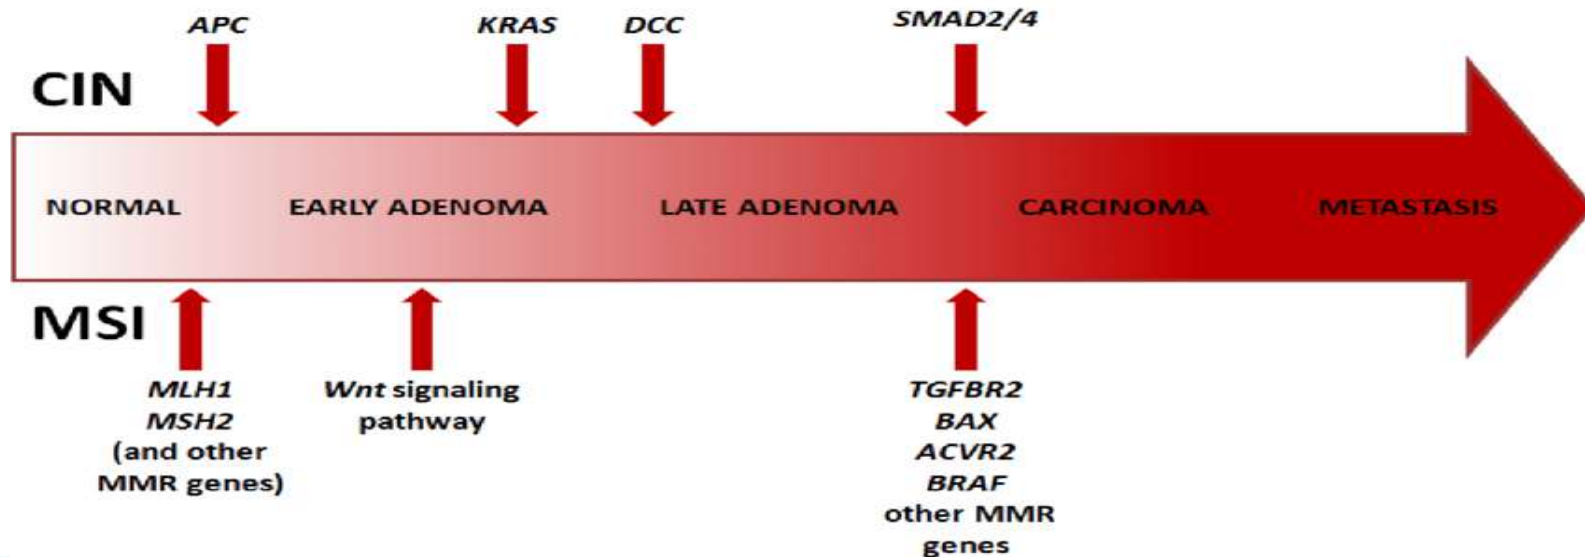 APC KRAS DCC SMAD2/4
CIN
NORMAL EARLY ADENOMA LATE ADENOMA CARCINOMA METASTASIS
MSI
MLH1
MSH2
(and other
MMR genes)
Wnt signaling
pathway
TGFBR2
BAX
ACVR2
BRAF
other MMR
genes